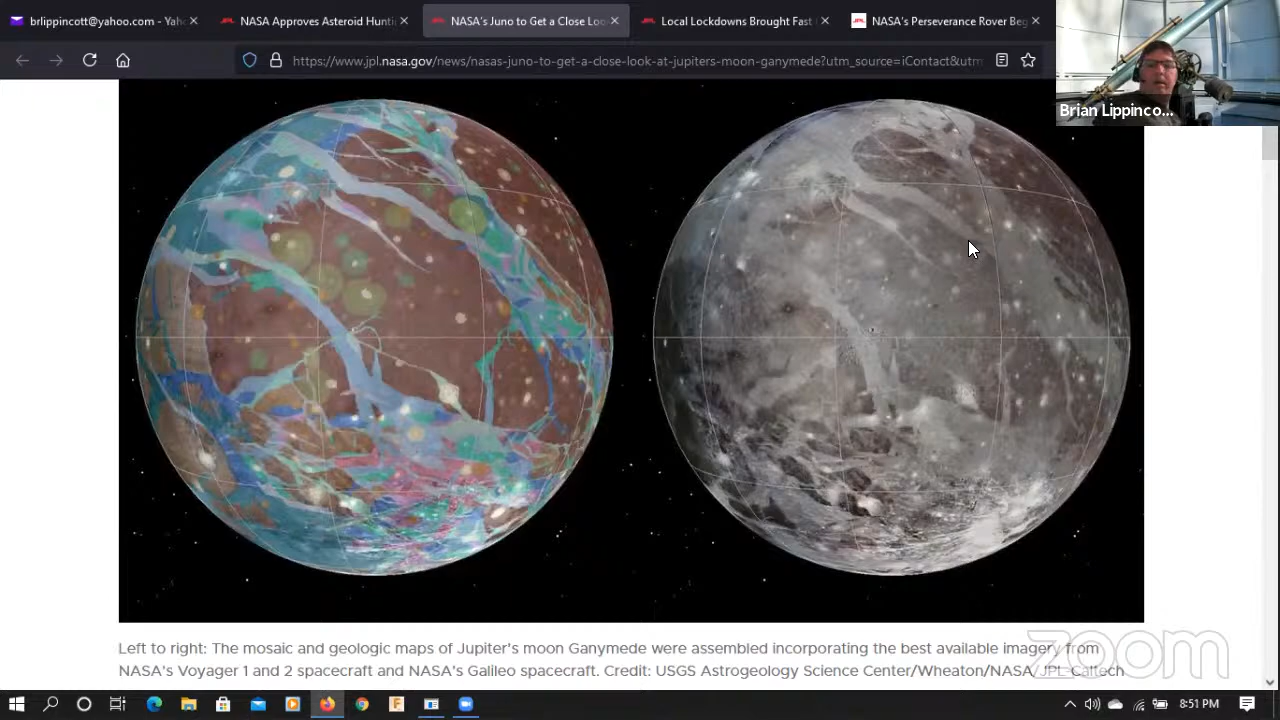 brlippincott@yahoo.com - Yah
NASA Approves Asteroid Hunti
NASA's Juno to Get a Close Loo
Local Lockdowns Brought Fast
NASA's Perseverance Rover Beg
https://www.jpl.nasa.gov/news/nasas-juno-to-get-a-close-look-at-jupiters-moon-ganymede?utm_source=iContact&utm
Brian Lippinco...
Left to right: The mosaic and geologic maps of Jupiter's moon Ganymede were assembled incorporating the best available imagery from
NASA's Voyager 1 and 2 spacecraft and NASA's Galileo spacecraft. Credit: USGS Astrogeology Science Center/Wheaton/NASA/JPL-Caltech
zoom
8:51 PM